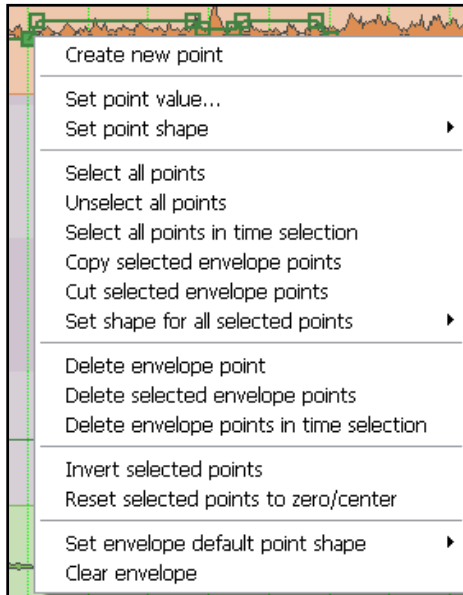 Create new point
Set point value...
Set point shape
Select all points
Unselect all points
Select all points in time selection
Copy selected envelope points
Cut selected envelope points
Set shape for all selected points
Delete envelope point
Delete selected envelope points
Delete envelope points in time selection
Invert selected points
Reset selected points to zero/center
Set envelope default point shape
Clear envelope